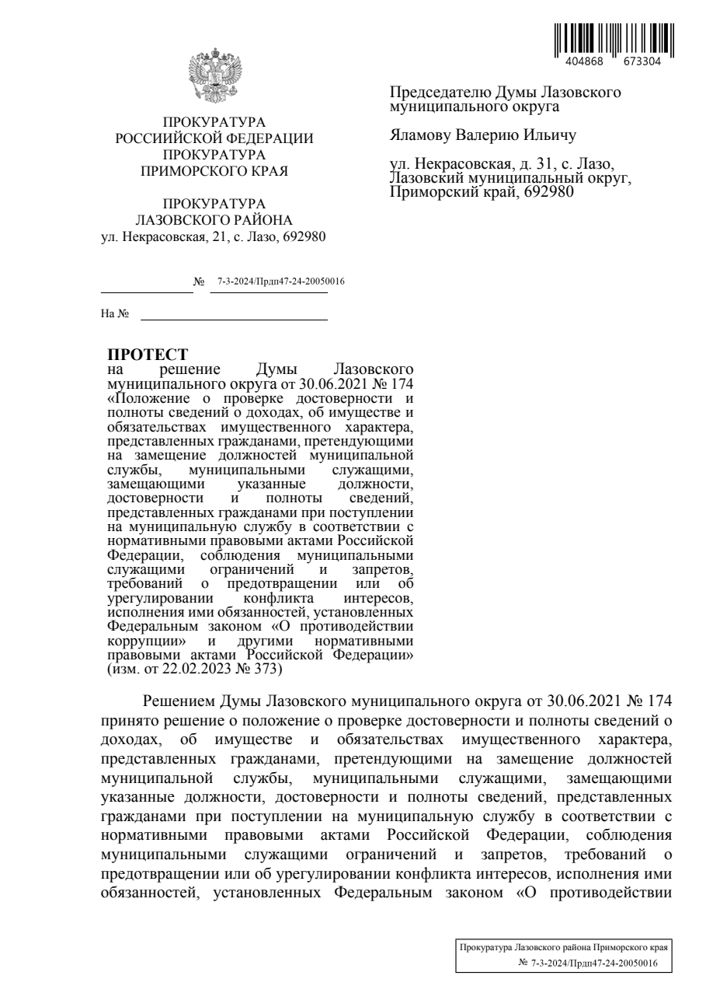 404868 673304
ПРОКУРАТУРА
РОССИИЙСКОЙ ФЕДЕРАЦИИ
ПРОКУРАТУРА
ПРИМОРСКОГО КРАЯ
ПРОКУРАТУРА
ЛАЗОВСКОГО РАЙОНА
ул. Некрасовская, 21, с. Лазо, 692980
Председателю Думы Лазовского
муниципального округа
Яламову Валерию Ильичу
ул. Некрасовская, д. 31, с. Лазо,
Лазовский муниципальный округ,
Приморский край, 692980
№ 7-3-2024/Прдп47-24-20050016
На №
ПРОТЕСТ
на решение Думы Лазовского
муниципального округа от 30.06.2021 № 174
«Положение о проверке достоверности и
полноты сведений о доходах, об имуществе и
обязательствах имущественного характера,
представленных гражданами, претендующими
на замещение должностей муниципальной
службы, муниципальными служащими,
замещающими указанные должности,
достоверности и полноты сведений,
представленных гражданами при поступлении
на муниципальную службу в соответствии с
нормативными правовыми актами Российской
Федерации, соблюдения муниципальными
служащими ограничений и запретов,
требований о предотвращении или об
урегулировании конфликта интересов,
исполнения ими обязанностей, установленных
Федеральным законом «О противодействии
коррупции» и другими нормативными
правовыми актами Российской Федерации»
(изм. от 22.02.2023 № 373)
Решением Думы Лазовского муниципального округа от 30.06.2021 № 174
принято решение о положение о проверке достоверности и полноты сведений о
доходах, об имуществе и обязательствах имущественного характера,
представленных гражданами, претендующими на замещение должностей
муниципальной службы, муниципальными служащими, замещающими
указанные должности, достоверности и полноты сведений, представленных
гражданами при поступлении на муниципальную службу в соответствии с
нормативными правовыми актами Российской Федерации, соблюдения
муниципальными служащими ограничений и запретов, требований о
предотвращении или об урегулировании конфликта интересов, исполнения ими
обязанностей, установленных Федеральным законом «О противодействии
Прокуратура Лазовского района Приморского края
№ 7-3-2024/Прдп47-24-20050016